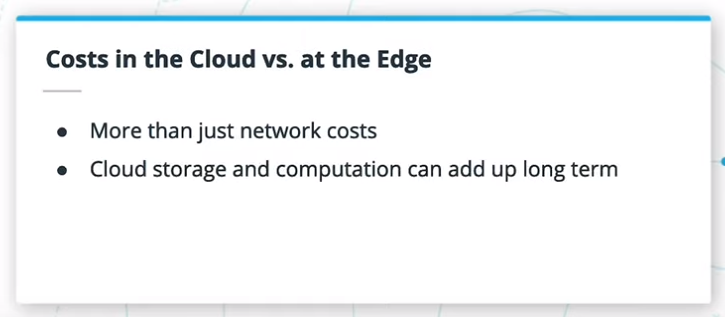 Costs in the Cloud vs. at the Edge
● More than just network costs
● Cloud storage and computation can add up long term